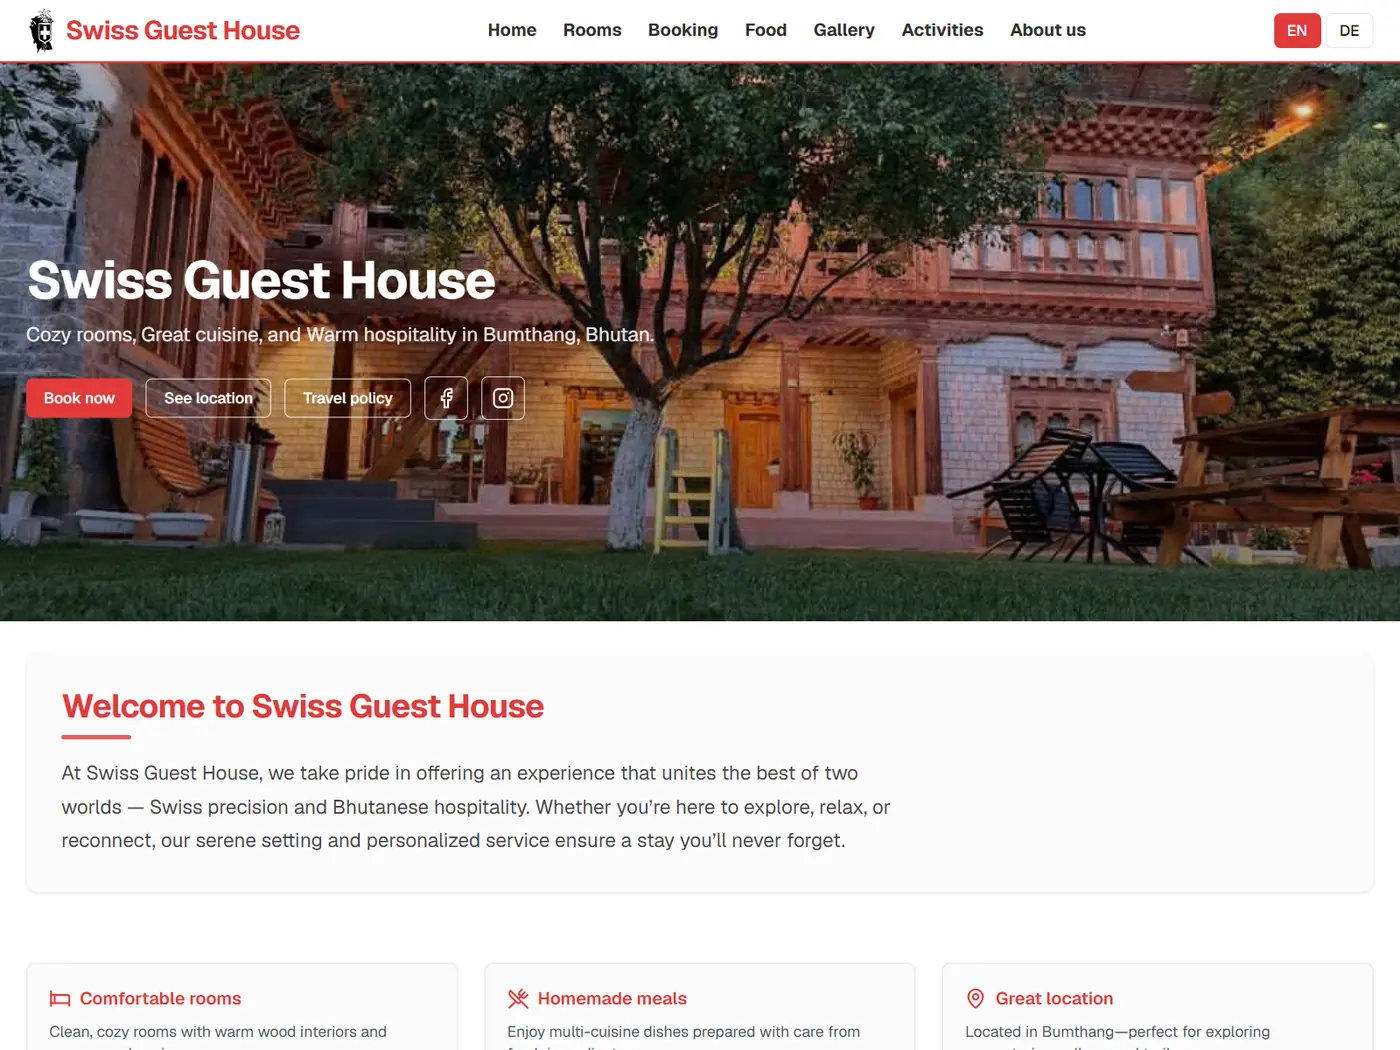 Swiss Guest House
Home Rooms Booking Food Gallery Activities About us
EN DE
Swiss Guest House
Cozy rooms, Great cuisine, and Warm hospitality in Bumthang, Bhutan.
Book now See location Travel policy
Welcome to Swiss Guest House
At Swiss Guest House, we take pride in offering an experience that unites the best of two
worlds — Swiss precision and Bhutanese hospitality. Whether you’re here to explore, relax, or
reconnect, our serene setting and personalized service ensure a stay you’ll never forget.
Comfortable rooms
Clean, cozy rooms with warm wood interiors and
Homemade meals
Enjoy multi-cuisine dishes prepared with care from
Great location
Located in Bumthang—perfect for exploring